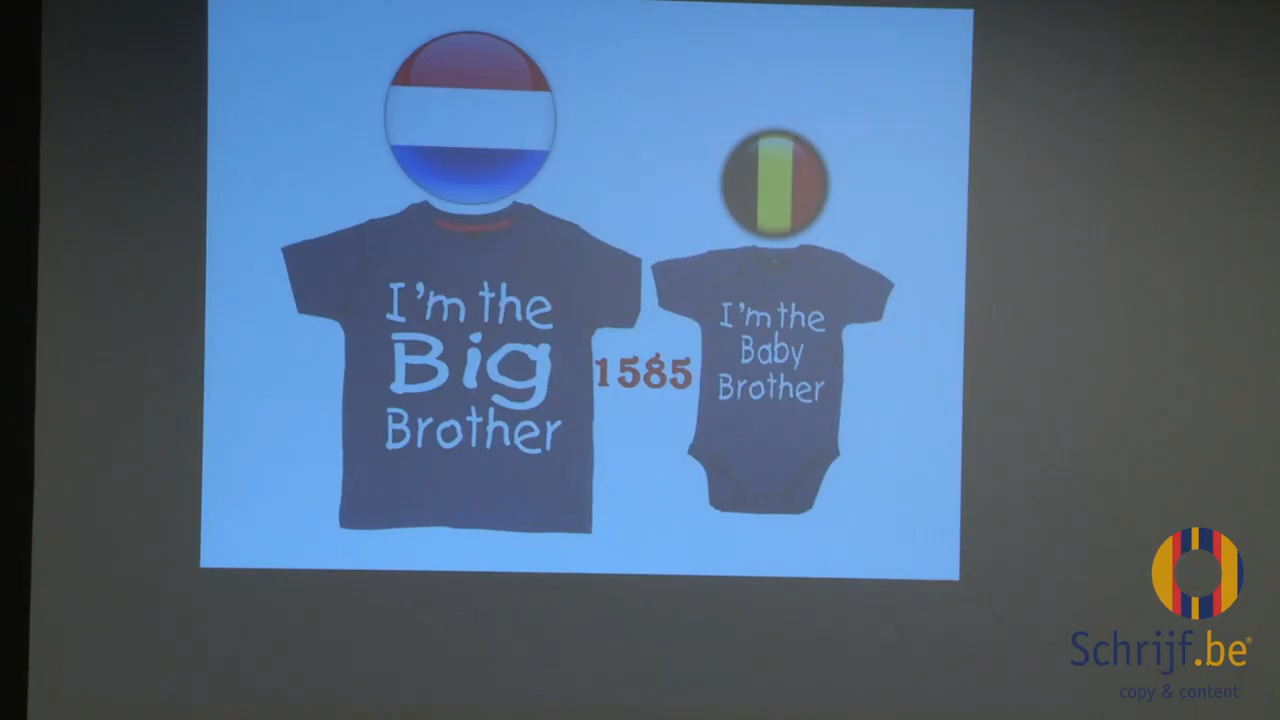 I'm the
Big
Brother
1585
I'm the
Baby
Brother
Schrijf.be®
copy & content